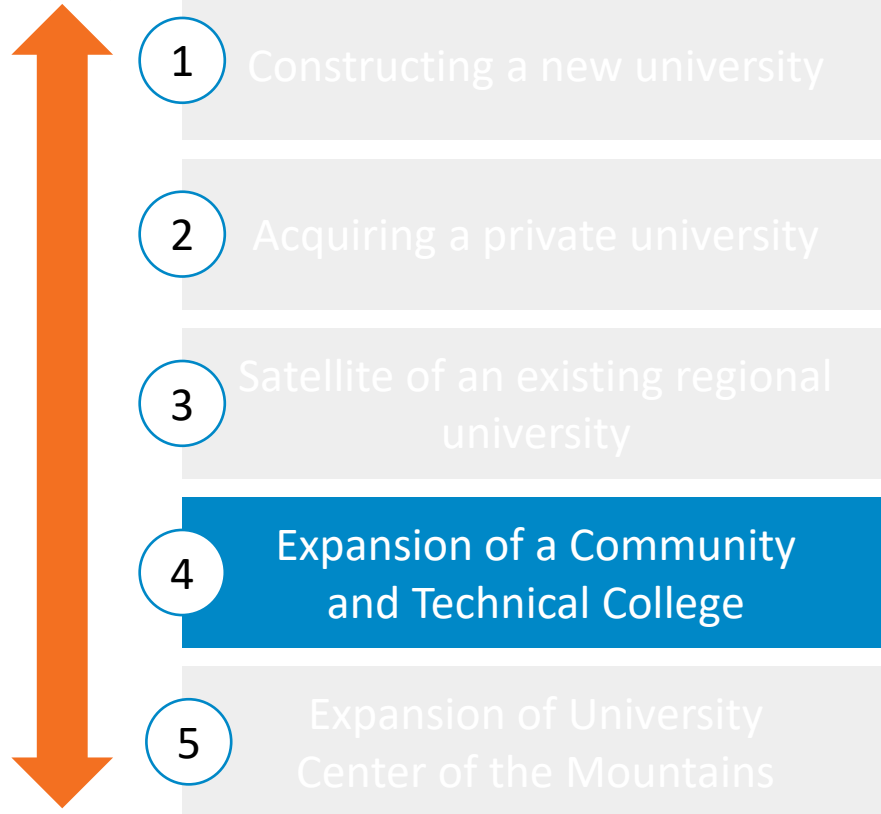 1
Constructing a new university
2
Acquiring a private university
3
Satellite of an existing regional
university
4
Expansion of a Community
and Technical College
5
Expansion of University
Center of the Mountains